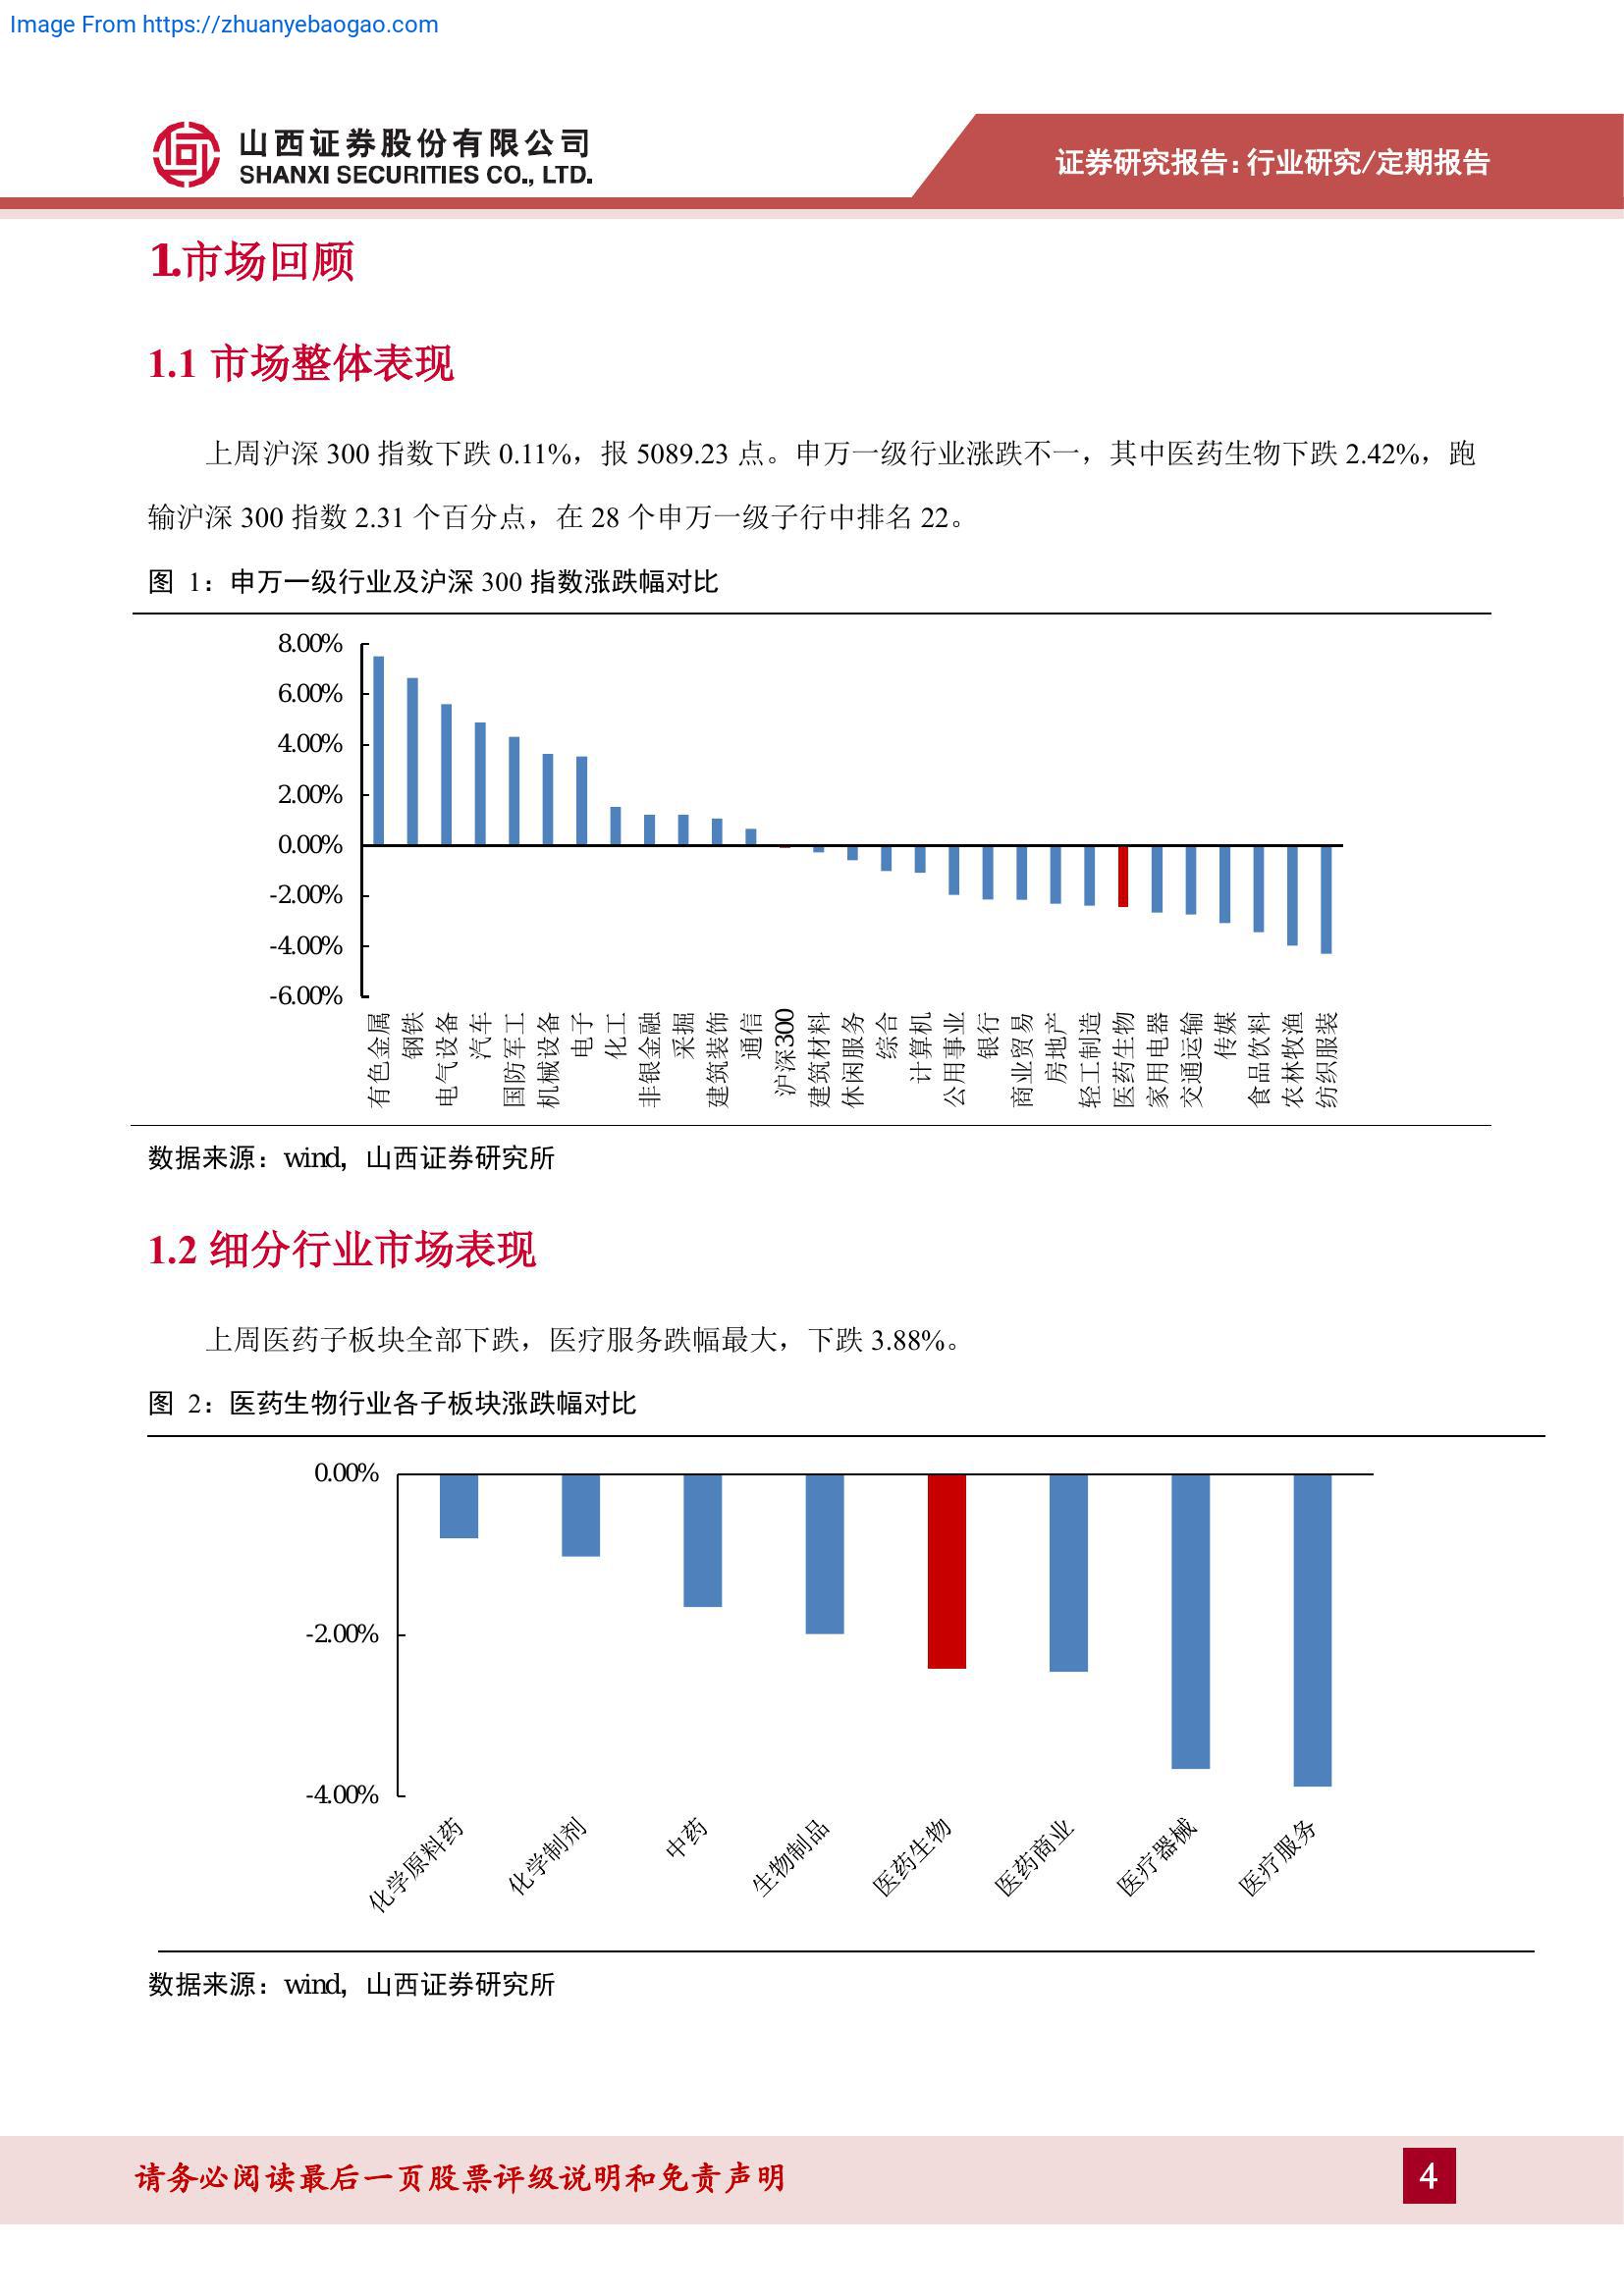 Image From https://zhuanyebaogao.com
山西证券股份有限公司
SHANXI SECURITIES CO., LTD.
证券研究报告：行业研究/定期报告
1.市场回顾
1.1 市场整体表现
上周沪深 300 指数下跌 0.11%，报 5089.23 点。申万一级行业涨跌不一，其中医药生物下跌 2.42%，跑
输沪深 300 指数 2.31 个百分点，在 28 个申万一级子行中排名 22。
图 1：申万一级行业及沪深 300 指数涨跌幅对比
8.00%
6.00%
4.00%
2.00%
0.00%
-2.00%
-4.00%
-6.00%
有色金属
钢铁
电气设备
汽车
国防军工
机械设备
电子
化工
非银金融
采掘
建筑装饰
通信
沪深300
建筑材料
休闲服务
综合
计算机
公用事业
银行
商业贸易
房地产
轻工制造
医药生物
家用电器
交通运输
传媒
食品饮料
农林牧渔
纺织服装
数据来源：wind，山西证券研究所
1.2 细分行业市场表现
上周医药子板块全部下跌，医疗服务跌幅最大，下跌 3.88%。
图 2：医药生物行业各子板块涨跌幅对比
0.00%
-2.00%
-4.00%
化学原料药
化学制剂
中药
生物制品
医药生物
医药商业
医疗器械
医疗服务
数据来源：wind，山西证券研究所
请务必阅读最后一页股票评级说明和免责声明
4